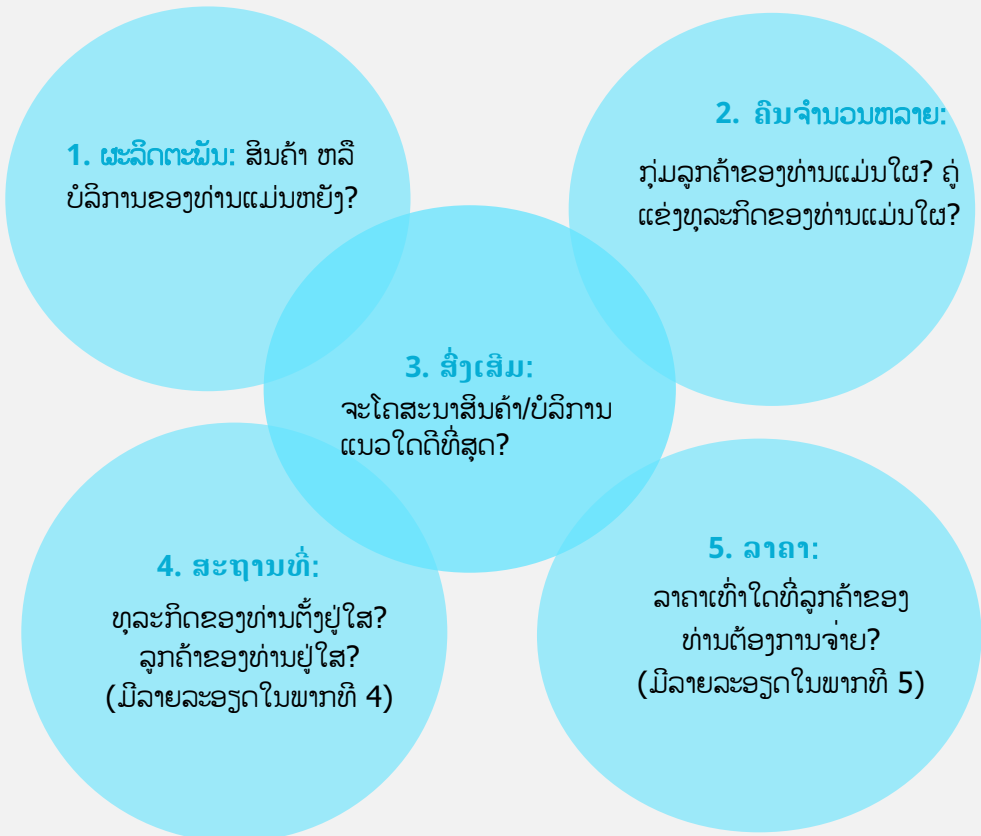 1. ຜະລິດຕະພັນ: ສິນຄ້າ ຫລື
ບໍລິການຂອງທ່ານແມ່ນຫຍັງ?
2. ຄົນຈຳນວນຫລາຍ:
ກຸ່ມລູກຄ້າຂອງທ່ານແມ່ນໃຜ? ຄູ່
ແຂ່ງທຸລະກິດຂອງທ່ານແມ່ນໃຜ?
3. ສົ່ງເສີມ:
ຈະໂຄສະນາສິນຄ້າ/ບໍລິການ
ແນວໃດດີທີ່ສຸດ?
4. ສະຖານທີ່:
ທຸລະກິດຂອງທ່ານຕັ້ງຢູ່ໃສ?
ລູກຄ້າຂອງທ່ານຢູ່ໃສ?
(ມີລາຍລະອຽດໃນພາກທີ 4)
5. ລາຄາ:
ລາຄາເທົ່າໃດທີ່ລູກຄ້າຂອງ
ທ່ານຕ້ອງການຈ່າຍ?
(ມີລາຍລະອຽດໃນພາກທີ 5)